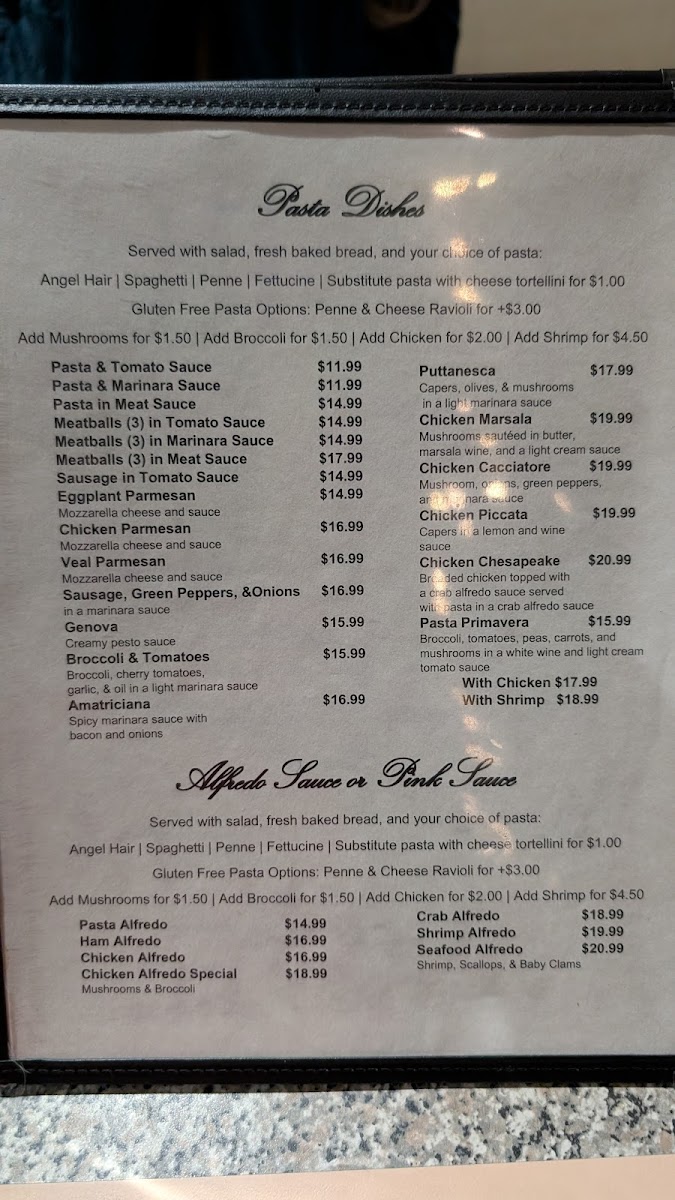 Pasta Dishes
Served with salad, fresh baked bread, and your choice of pasta:
Angel Hair | Spaghetti | Penne | Fettucine | Substitute pasta with cheese tortellini for $1.00
Gluten Free Pasta Options: Penne & Cheese Ravioli for +$3.00
Add Mushrooms for $1.50 | Add Broccoli for $1.50 | Add Chicken for $2.00 | Add Shrimp for $4.50
Pasta & Tomato Sauce $11.99
Pasta & Marinara Sauce $11.99
Pasta in Meat Sauce $14.99
Meatballs (3) in Tomato Sauce $14.99
Meatballs (3) in Marinara Sauce $14.99
Meatballs (3) in Meat Sauce $17.99
Sausage in Tomato Sauce $14.99
Eggplant Parmesan $14.99
Mozzarella cheese and sauce
Chicken Parmesan $16.99
Mozzarella cheese and sauce
Veal Parmesan $16.99
Mozzarella cheese and sauce
Sausage, Green Peppers, &Onions $16.99
in a marinara sauce
Genova $15.99
Creamy pesto sauce
Broccoli & Tomatoes $15.99
Broccoli, cherry tomatoes,
garlic, & oil in a light marinara sauce
Amatriciana $16.99
Spicy marinara sauce with
bacon and onions
Puttanesca $17.99
Capers, olives, & mushrooms
in a light marinara sauce
Chicken Marsala $19.99
Mushrooms sautéed in butter,
marsala wine, and a light cream sauce
Chicken Cacciatore $19.99
Mushroom, onions, green peppers,
and marinara sauce
Chicken Piccata $19.99
Capers in a lemon and wine
sauce
Chicken Chesapeake $20.99
Breaded chicken topped with
a crab alfredo sauce served
with pasta in a crab alfredo sauce
Pasta Primavera $15.99
Broccoli, tomatoes, peas, carrots, and
mushrooms in a white wine and light cream
tomato sauce
With Chicken $17.99
With Shrimp $18.99
Alfredo Sauce or Pink Sauce
Served with salad, fresh baked bread, and your choice of pasta:
Angel Hair | Spaghetti | Penne | Fettucine | Substitute pasta with cheese tortellini for $1.00
Gluten Free Pasta Options: Penne & Cheese Ravioli for +$3.00
Add Mushrooms for $1.50 | Add Broccoli for $1.50 | Add Chicken for $2.00 | Add Shrimp for $4.50
Pasta Alfredo $14.99
Ham Alfredo $16.99
Chicken Alfredo $16.99
Chicken Alfredo Special $18.99
Mushrooms & Broccoli
Crab Alfredo $18.99
Shrimp Alfredo $19.99
Seafood Alfredo $20.99
Shrimp, Scallops, & Baby Clams